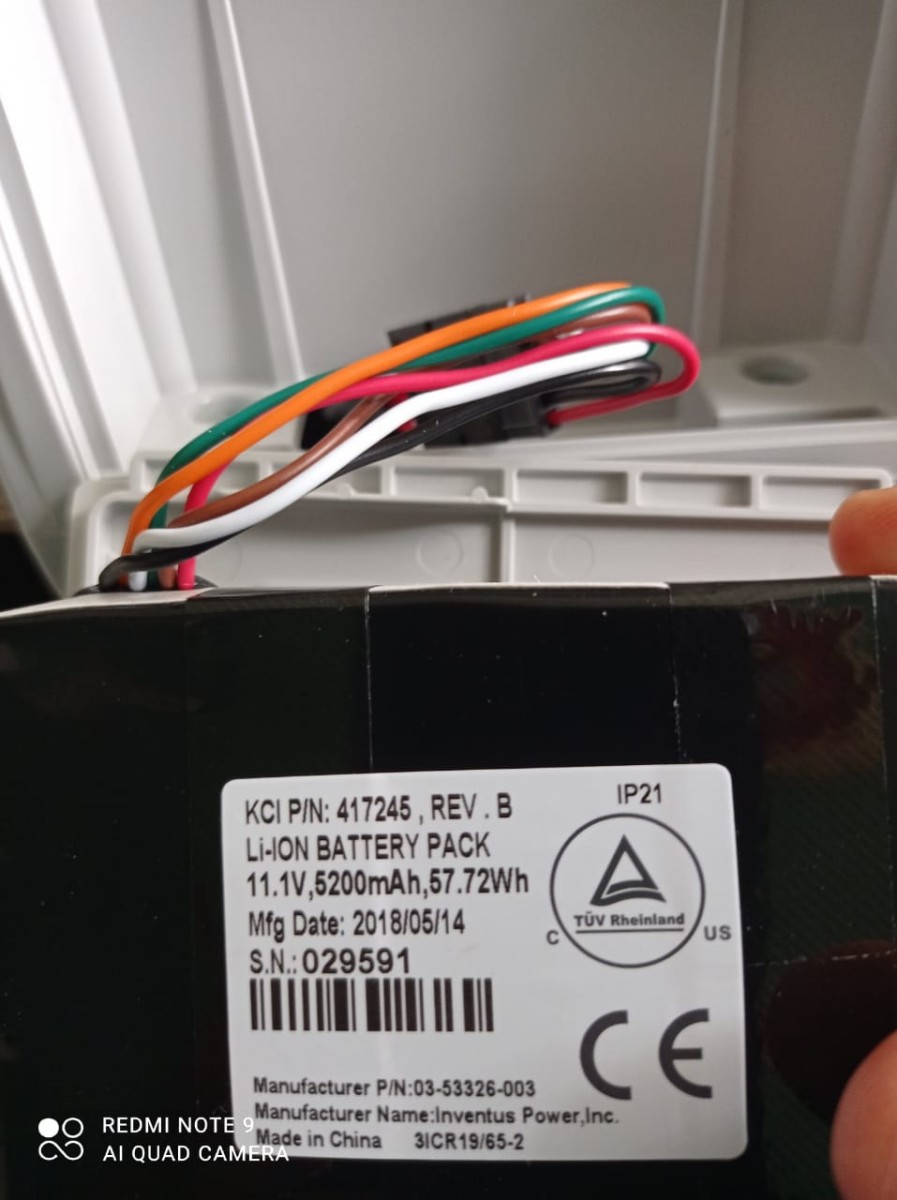 KCI P/N: 417245 , REV . B
IP21
Li-ION BATTERY PACK
11.1V,5200mAh,57.72Wh
Mfg Date: 2018/05/14
S.N.: 029591
TÜV Rheinland
C US
CE
Manufacturer P/N:03-53326-003
Manufacturer Name:Inventus Power,Inc.
Made in China 3ICR19/65-2
REDMI NOTE 9
AI QUAD CAMERA